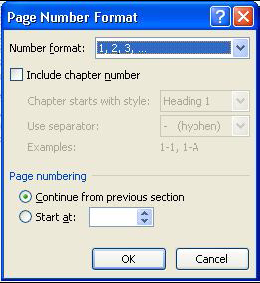 Page Number Format
Number format: 1, 2, 3, ...
Include chapter number
Chapter starts with style: Heading 1
Use separator: - (hyphen)
Examples: 1-1, 1-A
Page numbering
Continue from previous section
Start at:
OK Cancel